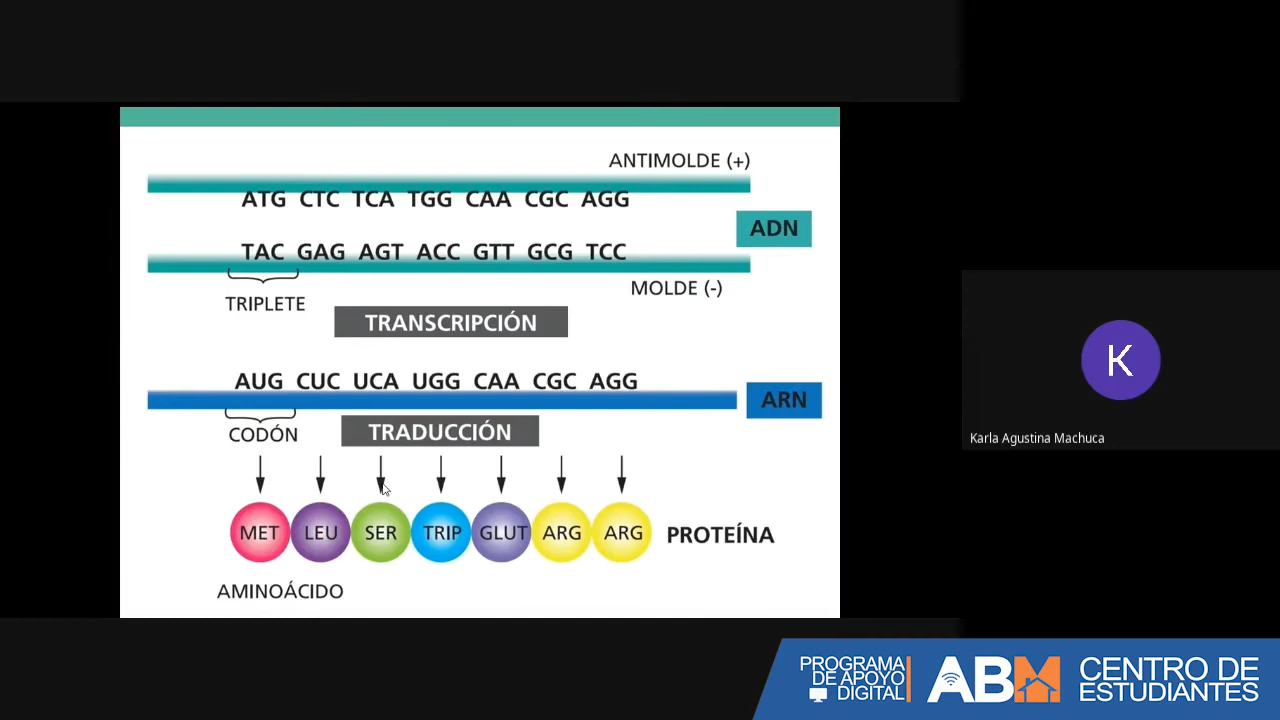 ANTIMOLDE (+)
ATG CTC TCA TGG CAA CGC AGG
ADN
TAC GAG AGT ACC GTT GCG TCC
MOLDE (-)
TRIPLETE
TRANSCRIPCIÓN
AUG CUC UCA UGG CAA CGC AGG
ARN
CODÓN
TRADUCCIÓN
MET LEU SER TRIP GLUT ARG ARG PROTEÍNA
AMINOÁCIDO
K
Karla Agustina Machuca
PROGRAMA
DE APOYO
DIGITAL
ABM
CENTRO DE
ESTUDIANTES